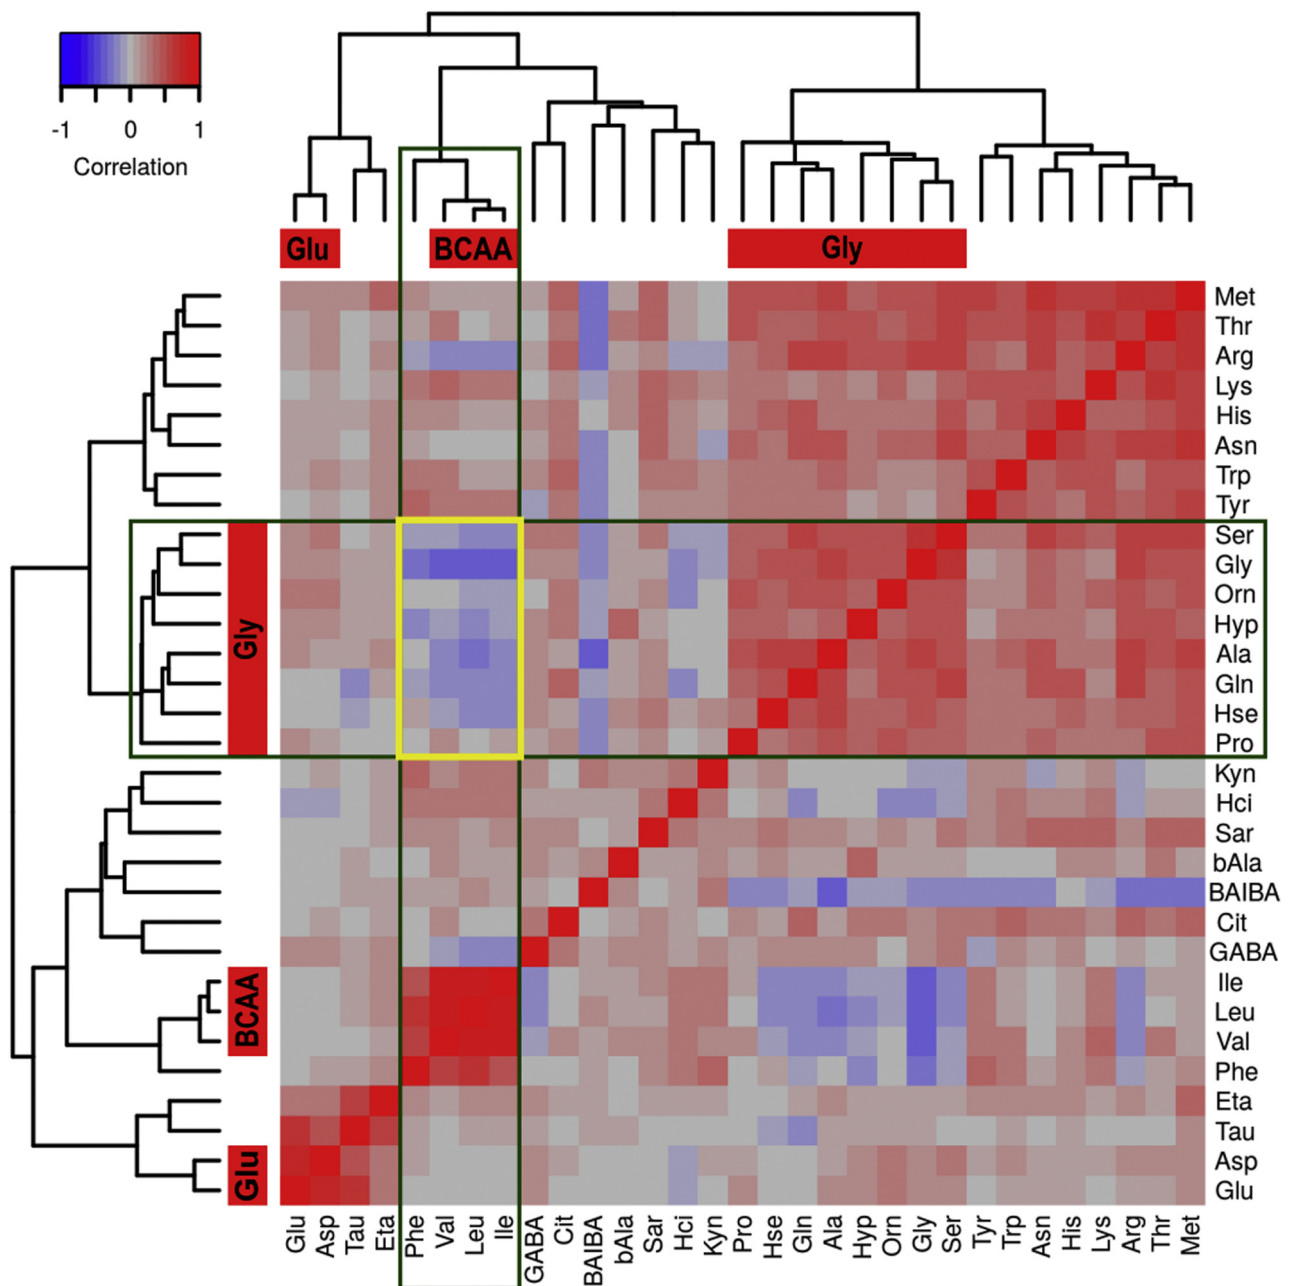 -1 0 1
Correlation
Glu BCAA Gly
Met
Thr
Arg
Lys
His
Asn
Trp
Tyr
Ser
Gly
Orn
Hyp
Ala
Gln
Hse
Pro
Gly
Kyn
Hci
Sar
bAla
BAIBA
Cit
GABA
Ile
Leu
Val
Phe
BCAA
Eta
Tau
Asp
Glu
Glu
Glu Asp Tau Eta Phe Val Leu Ile GABA Cit BAIBA bAla Sar Hci Kyn Pro Hse Gln Ala Hyp Orn Gly Ser Tyr Trp Asn His Lys Arg Thr Met